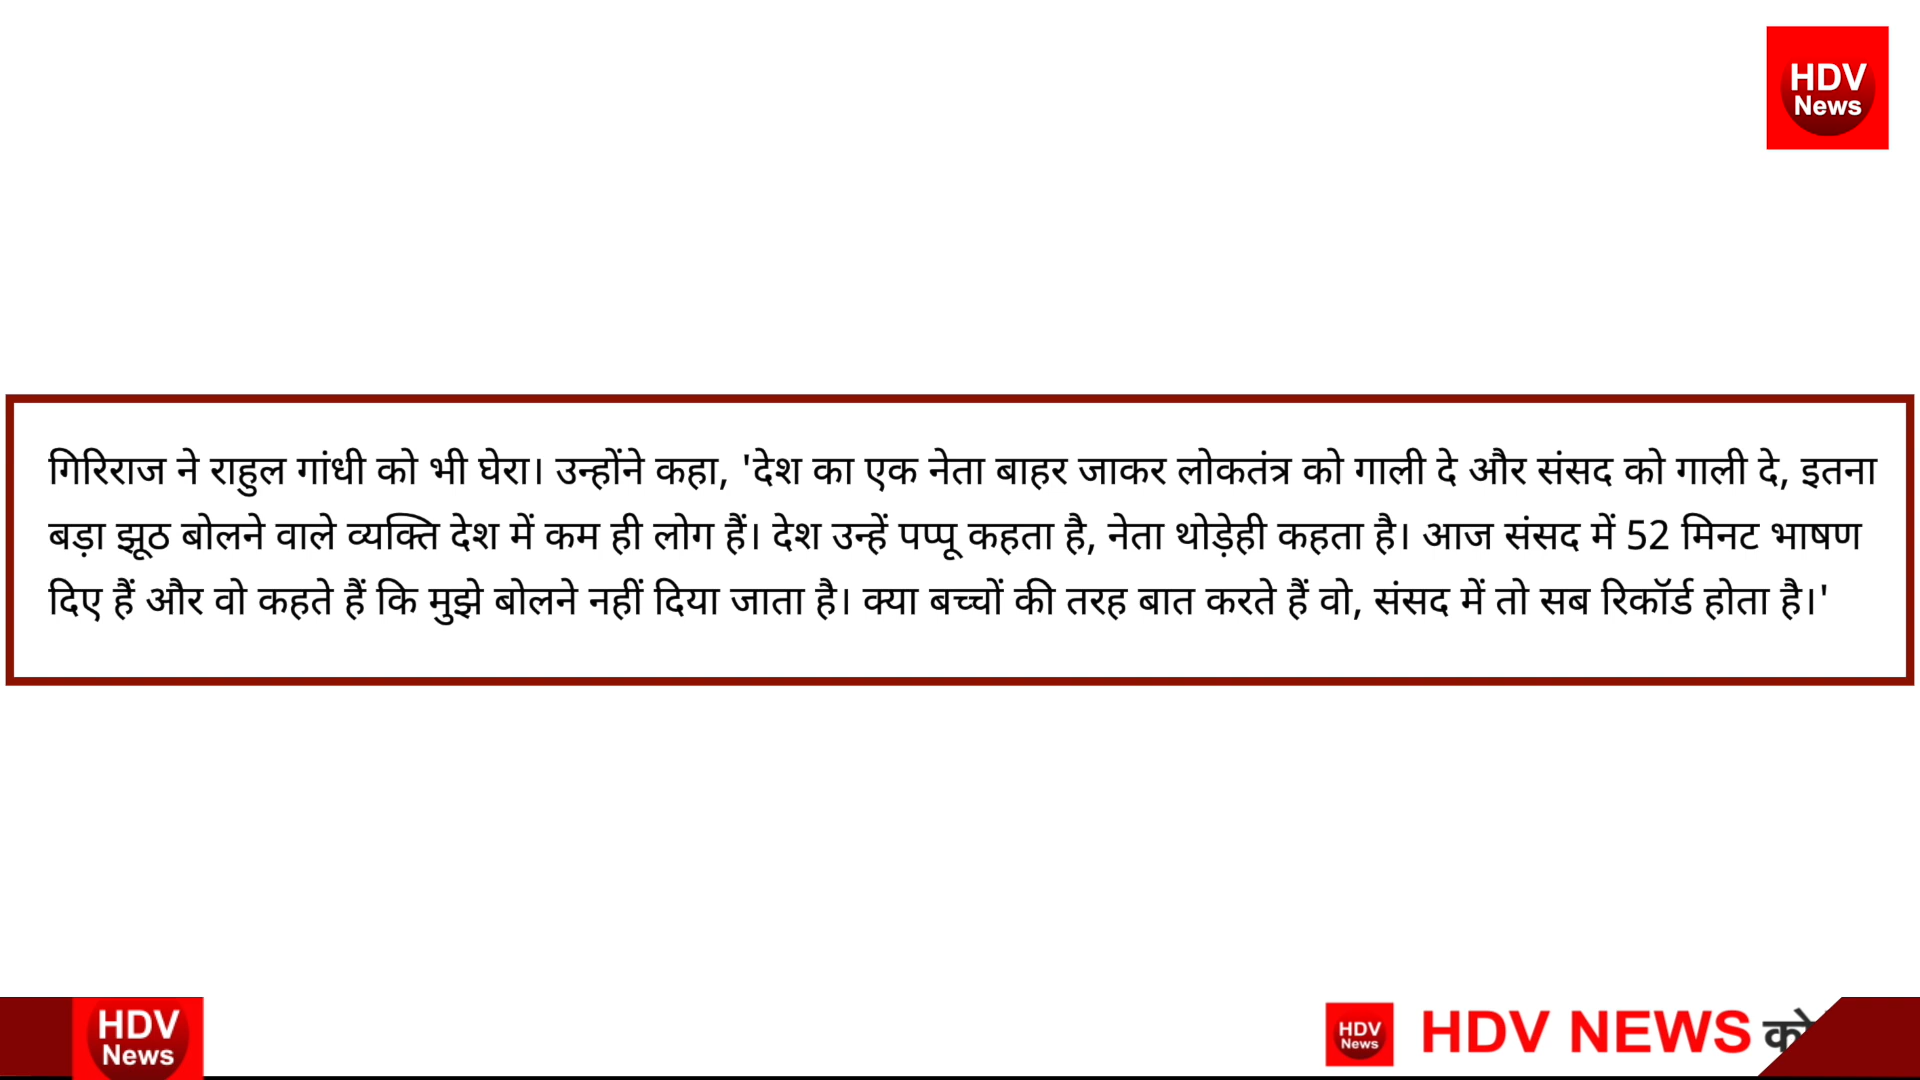 HDV
News
गिरिराज ने राहुल गांधी को भी घेरा। उन्होंने कहा, 'देश का एक नेता बाहर जाकर लोकतंत्र को गाली दे और संसद को गाली दे, इतना
बड़ा झूठ बोलने वाले व्यक्ति देश में कम ही लोग हैं। देश उन्हें पप्पू कहता है, नेता थोड़ेही कहता है। आज संसद में 52 मिनट भाषण
दिए हैं और वो कहते हैं कि मुझे बोलने नहीं दिया जाता है। क्या बच्चों की तरह बात करते हैं वो, संसद में तो सब रिकॉर्ड होता है।'
HDV
News
HDV
News
HDV NEWS को